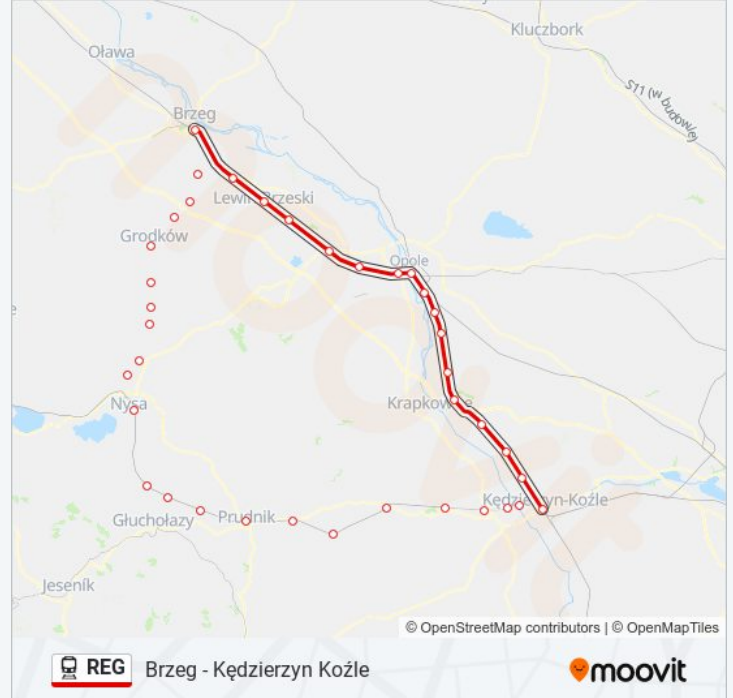 Kluczbork
Oława
S11 (w budowie)
Brzeg
Lewin Brzeski
Grodków
Opole
Nysa
Krapkowice
Kędzierzyn-Koźle
Głuchołazy
Prudnik
Jeseník
© OpenStreetMap contributors | © OpenMapTiles
REG
Brzeg - Kędzierzyn Koźle
moovit